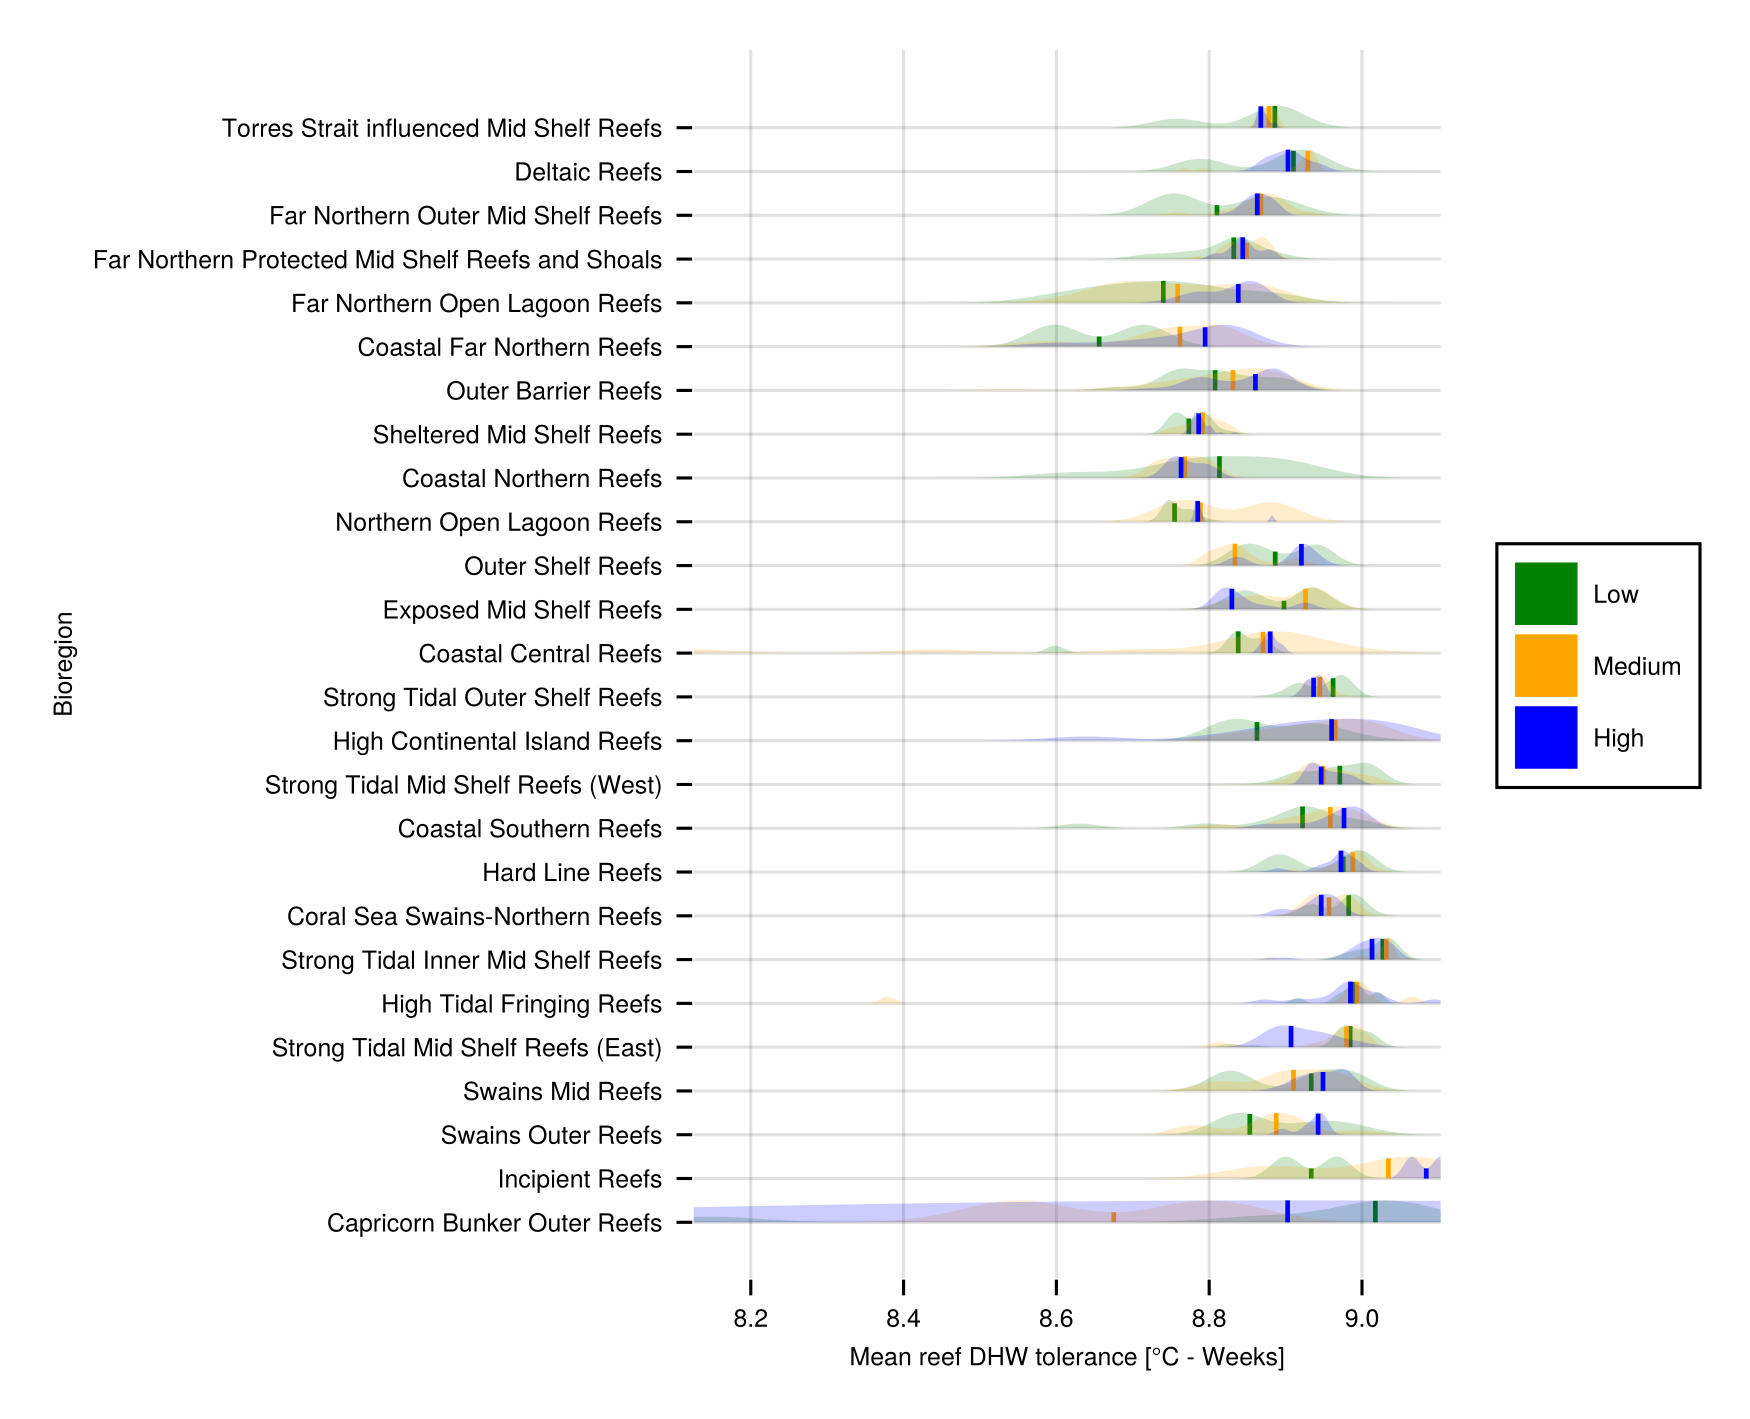 Torres Strait influenced Mid Shelf Reefs
Deltaic Reefs
Far Northern Outer Mid Shelf Reefs
Far Northern Protected Mid Shelf Reefs and Shoals
Far Northern Open Lagoon Reefs
Coastal Far Northern Reefs
Outer Barrier Reefs
Sheltered Mid Shelf Reefs
Coastal Northern Reefs
Northern Open Lagoon Reefs
Outer Shelf Reefs
Exposed Mid Shelf Reefs
Coastal Central Reefs
Strong Tidal Outer Shelf Reefs
High Continental Island Reefs
Strong Tidal Mid Shelf Reefs (West)
Coastal Southern Reefs
Hard Line Reefs
Coral Sea Swains-Northern Reefs
Strong Tidal Inner Mid Shelf Reefs
High Tidal Fringing Reefs
Strong Tidal Mid Shelf Reefs (East)
Swains Mid Reefs
Swains Outer Reefs
Incipient Reefs
Capricorn Bunker Outer Reefs
Bioregion
8.2 8.4 8.6 8.8 9.0
Mean reef DHW tolerance [°C - Weeks]
Low
Medium
High